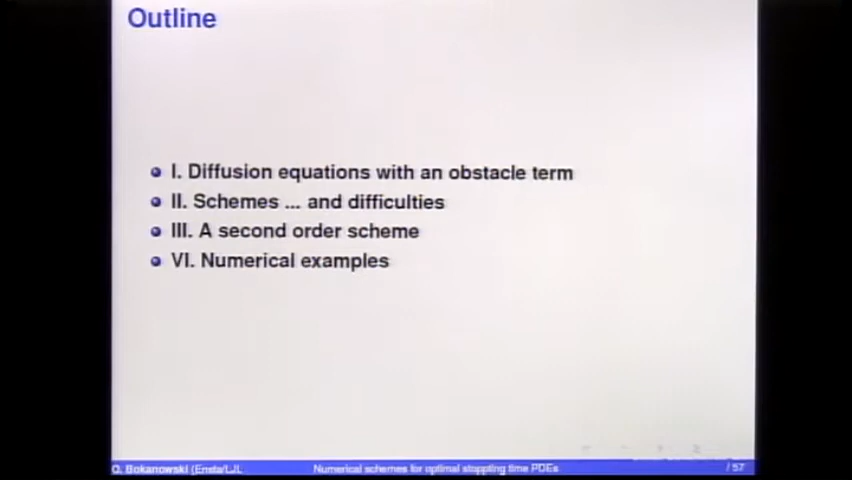 Outline
I. Diffusion equations with an obstacle term
II. Schemes ... and difficulties
III. A second order scheme
VI. Numerical examples
O. Bokanowski (Ensta/LJL
Numerical schemes for optimal stoppting time PDEs
/ 57